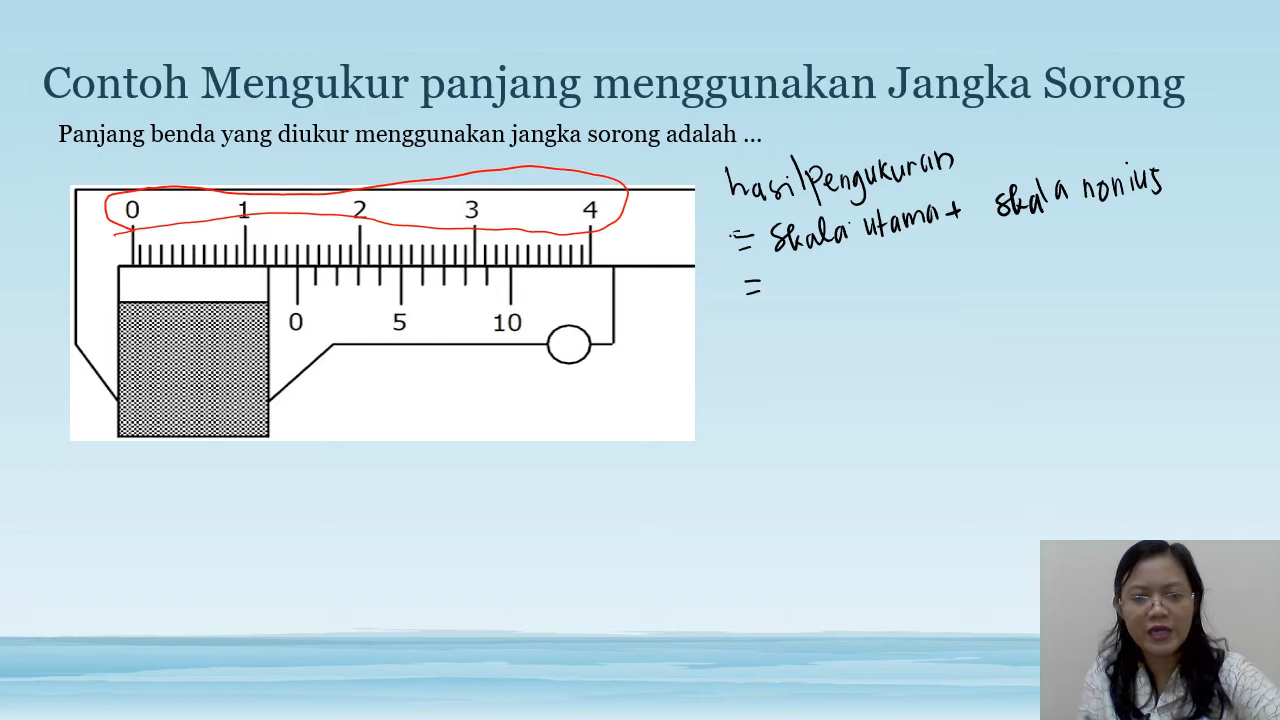 Contoh Mengukur panjang menggunakan Jangka Sorong
Panjang benda yang diukur menggunakan jangka sorong adalah ...
0 1 2 3 4
0 5 10
hasil pengukuran
= skala utama + skala nonius
=